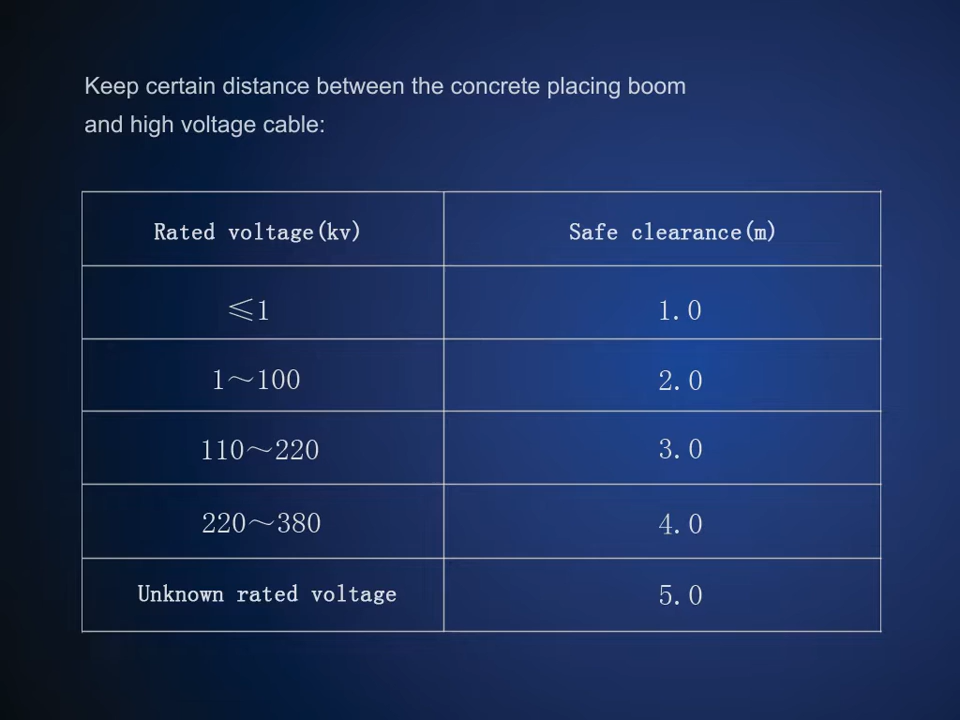 Keep certain distance between the concrete placing boom
and high voltage cable:
Rated voltage(kv) Safe clearance(m)
≤1 1.0
1～100 2.0
110～220 3.0
220～380 4.0
Unknown rated voltage 5.0